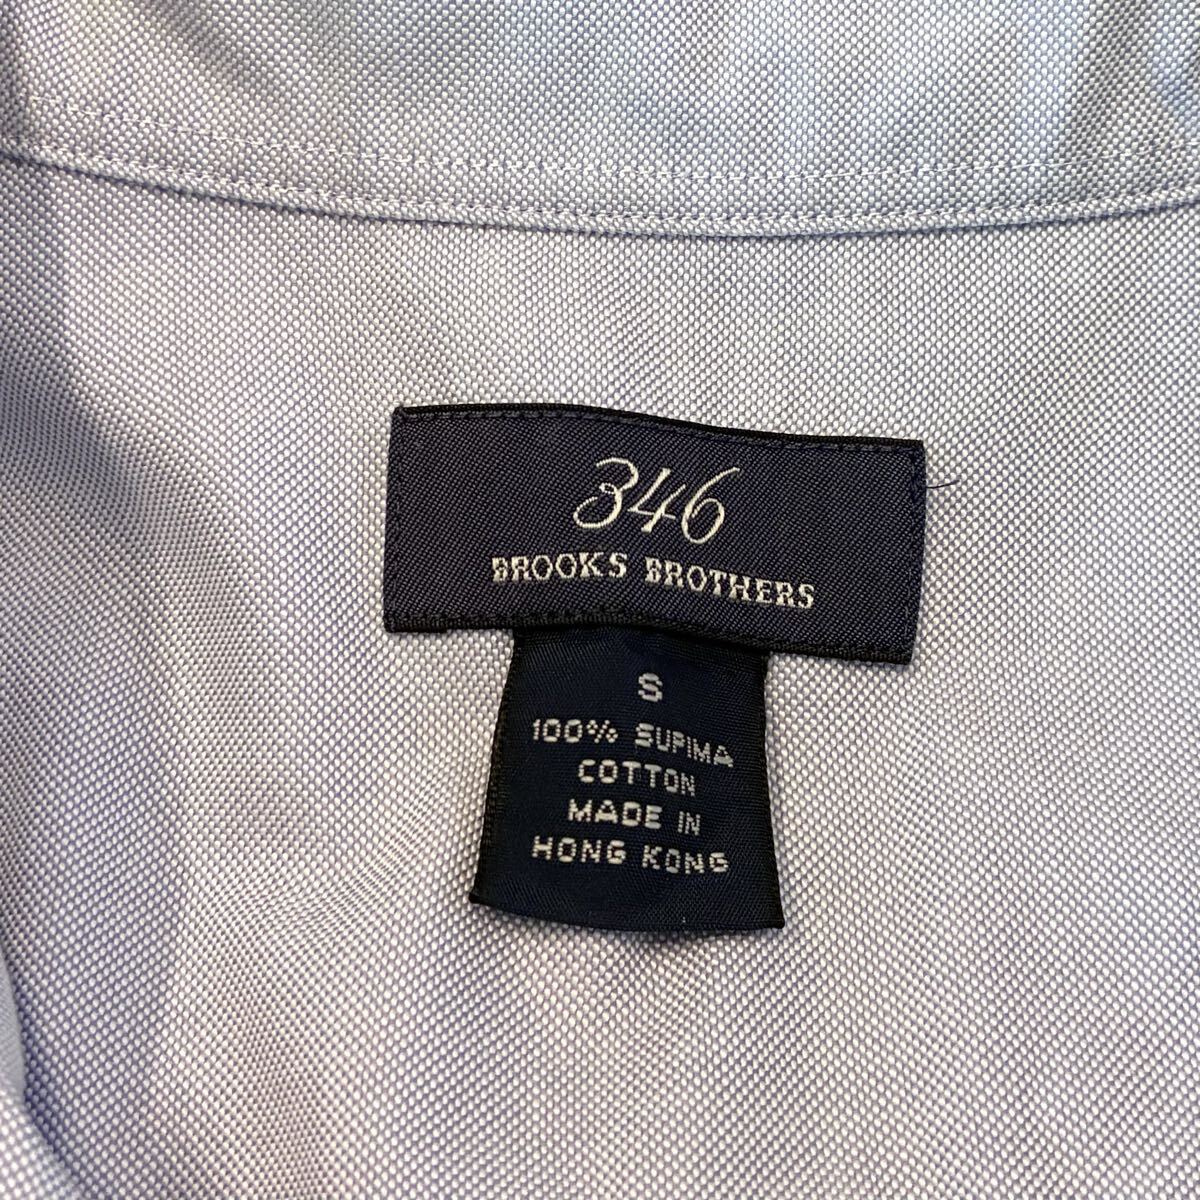 346
BROOKS BROTHERS
S
100% SUPIMA
COTTON
MADE IN
HONG KONG